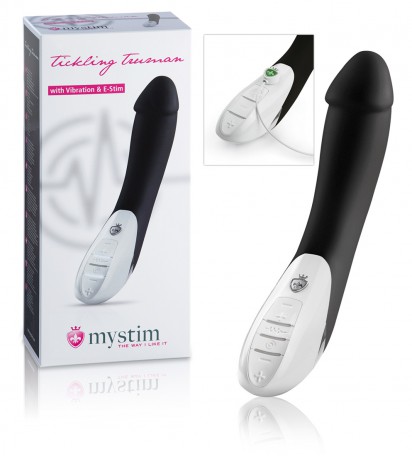 Tickling Truman
with Vibration & E-Stim
mystim
THE WAY I LIKE IT